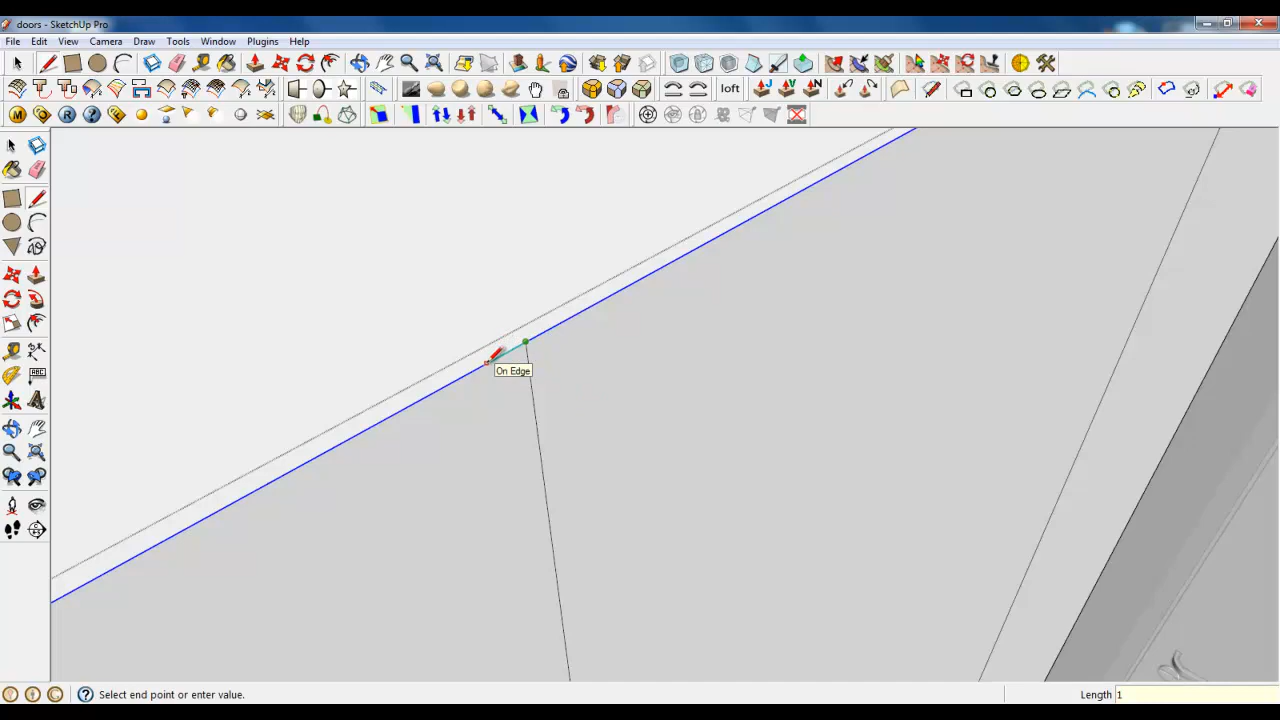 doors - SketchUp Pro
File Edit View Camera Draw Tools Window Plugins Help
loft
M Q R ?
ABC
On Edge
Select end point or enter value.
Length 1